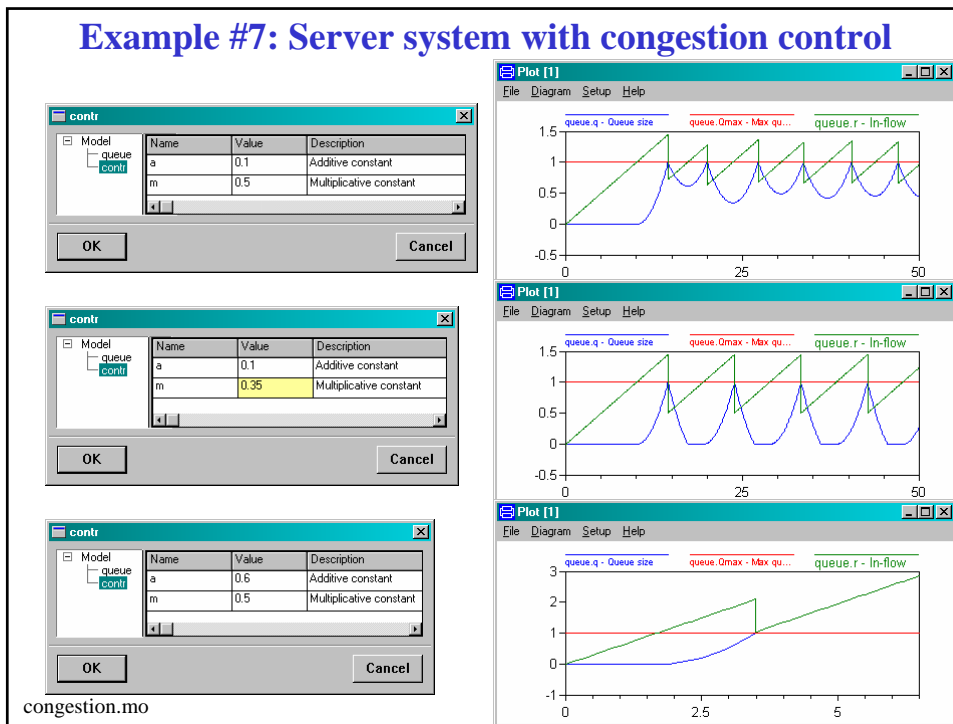 Example #7: Server system with congestion control
contr
Model
queue
contr
Name Value Description
a 0.1 Additive constant
m 0.5 Multiplicative constant
OK Cancel
Plot [1]
File Diagram Setup Help
queue.q - Queue size queue.Qmax - Max qu... queue.r - In-flow
1.5
1
0.5
0
-0.5
0 25 50
contr
Model
queue
contr
Name Value Description
a 0.1 Additive constant
m 0.35 Multiplicative constant
OK Cancel
Plot [1]
File Diagram Setup Help
queue.q - Queue size queue.Qmax - Max qu... queue.r - In-flow
1.5
1
0.5
0
-0.5
0 25 50
contr
Model
queue
contr
Name Value Description
a 0.6 Additive constant
m 0.5 Multiplicative constant
OK Cancel
Plot [1]
File Diagram Setup Help
queue.q - Queue size queue.Qmax - Max qu... queue.r - In-flow
3
2
1
0
-1
0 2.5 5
congestion.mo